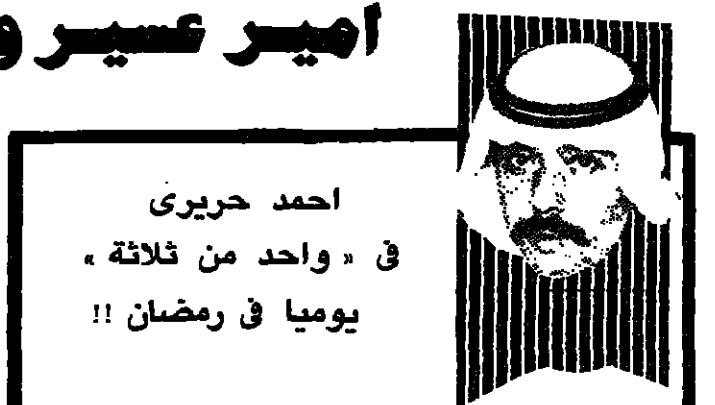 امير عسير و
احمد حريرى
فى « واحد من ثلاثة »
يوميا فى رمضان !!